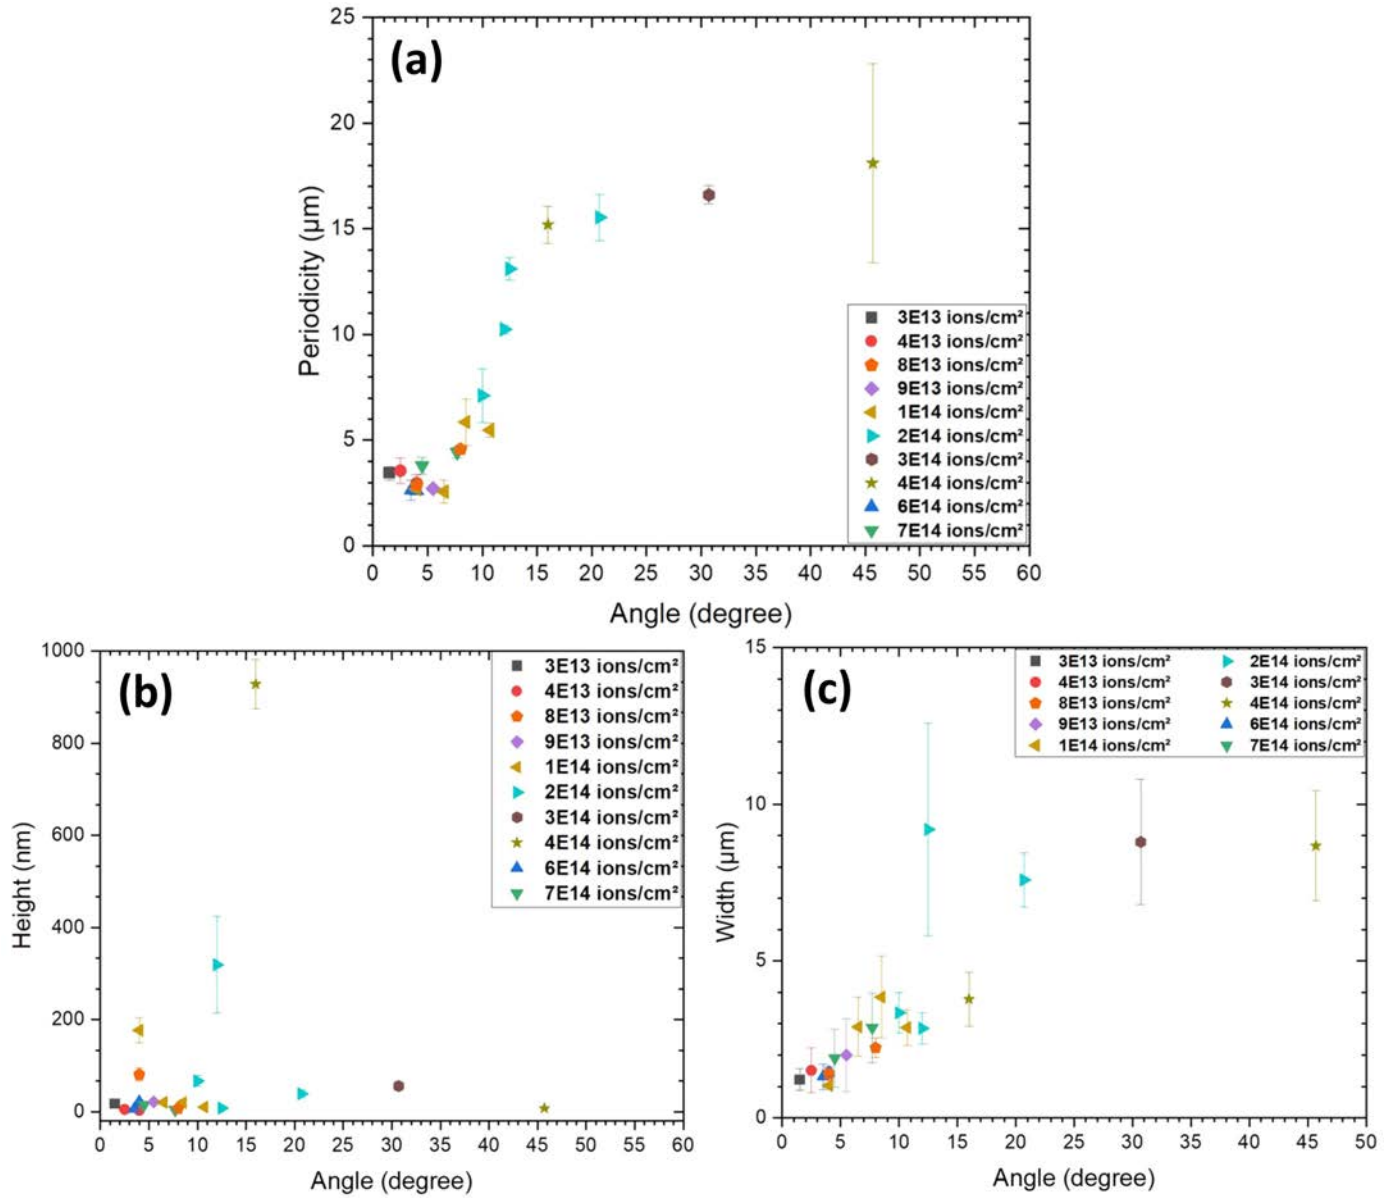 (a)
25
20
15
10
5
0
Periodicity (μm)
3E13 ions/cm²
4E13 ions/cm²
8E13 ions/cm²
9E13 ions/cm²
1E14 ions/cm²
2E14 ions/cm²
3E14 ions/cm²
4E14 ions/cm²
6E14 ions/cm²
7E14 ions/cm²
0 5 10 15 20 25 30 35 40 45 50 55 60
Angle (degree)
(b)
1000
800
600
400
200
0
Height (nm)
3E13 ions/cm²
4E13 ions/cm²
8E13 ions/cm²
9E13 ions/cm²
1E14 ions/cm²
2E14 ions/cm²
3E14 ions/cm²
4E14 ions/cm²
6E14 ions/cm²
7E14 ions/cm²
0 5 10 15 20 25 30 35 40 45 50 55 60
Angle (degree)
(c)
15
10
5
0
Width (μm)
3E13 ions/cm² 2E14 ions/cm²
4E13 ions/cm² 3E14 ions/cm²
8E13 ions/cm² 4E14 ions/cm²
9E13 ions/cm² 6E14 ions/cm²
1E14 ions/cm² 7E14 ions/cm²
0 5 10 15 20 25 30 35 40 45 50
Angle (degree)